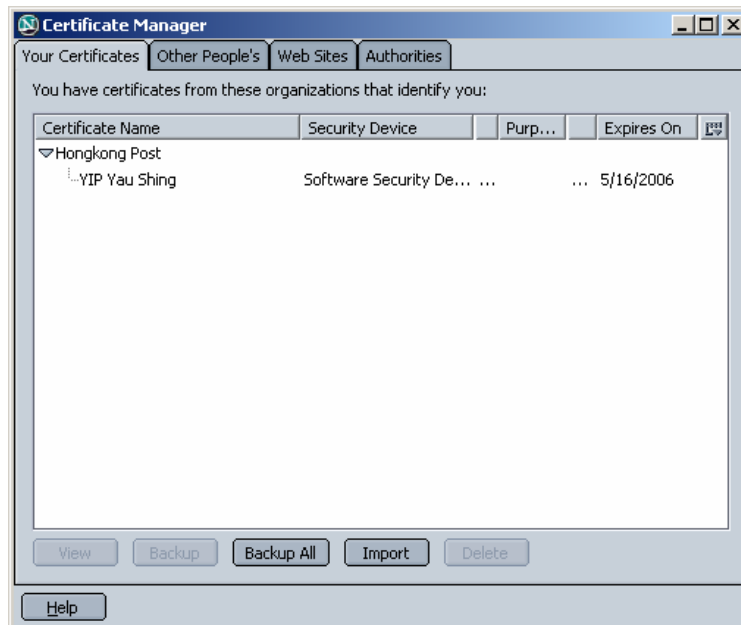 Certificate Manager
Your Certificates Other People's Web Sites Authorities
You have certificates from these organizations that identify you:
Certificate Name Security Device Purp... Expires On
Hongkong Post
YIP Yau Shing Software Security De... ... ... 5/16/2006
View Backup Backup All Import Delete
Help